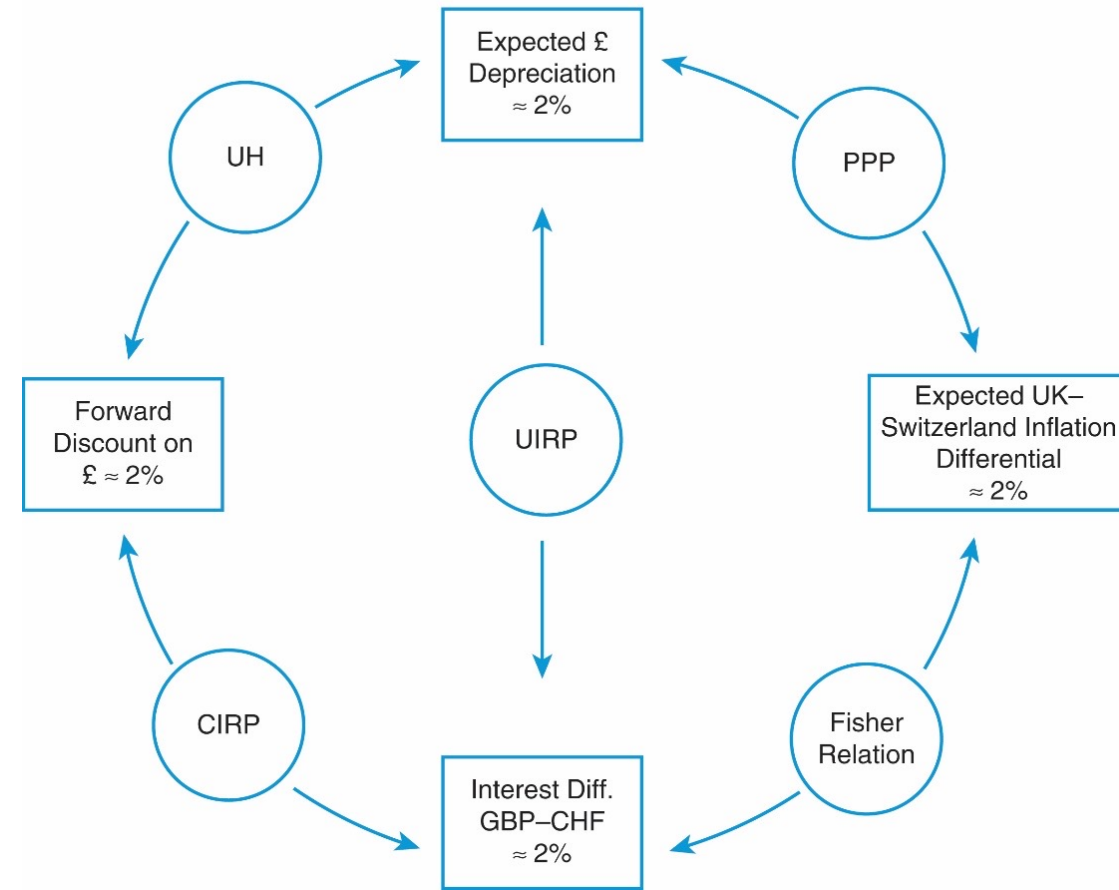 Expected £
Depreciation
≈ 2%
UH
PPP
Forward
Discount on
£ ≈ 2%
UIRP
Expected UK–
Switzerland Inflation
Differential
≈ 2%
CIRP
Fisher
Relation
Interest Diff.
GBP–CHF
≈ 2%